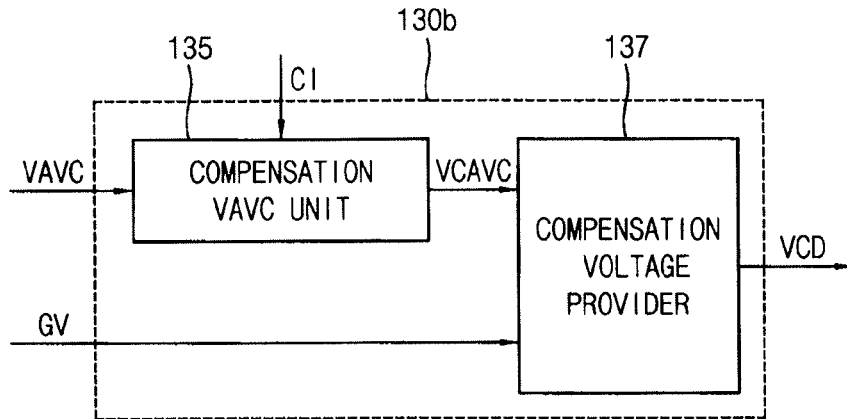 130b
135
137
CI
VAVC
COMPENSATION
VAVC UNIT
VCAVC
COMPENSATION
VOLTAGE
PROVIDER
VCD
GV